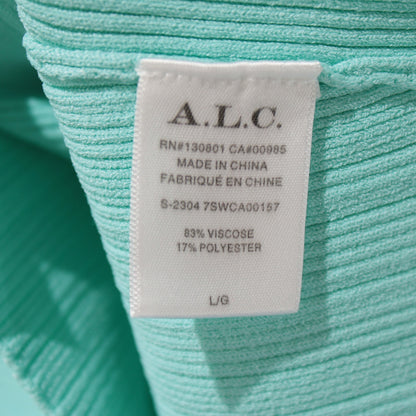 A.L.C.
RN#130801 CA#00985
MADE IN CHINA
FABRIQUÉ EN CHINE
S-2304 7SWCA00157
83% VISCOSE
17% POLYESTER
L/G